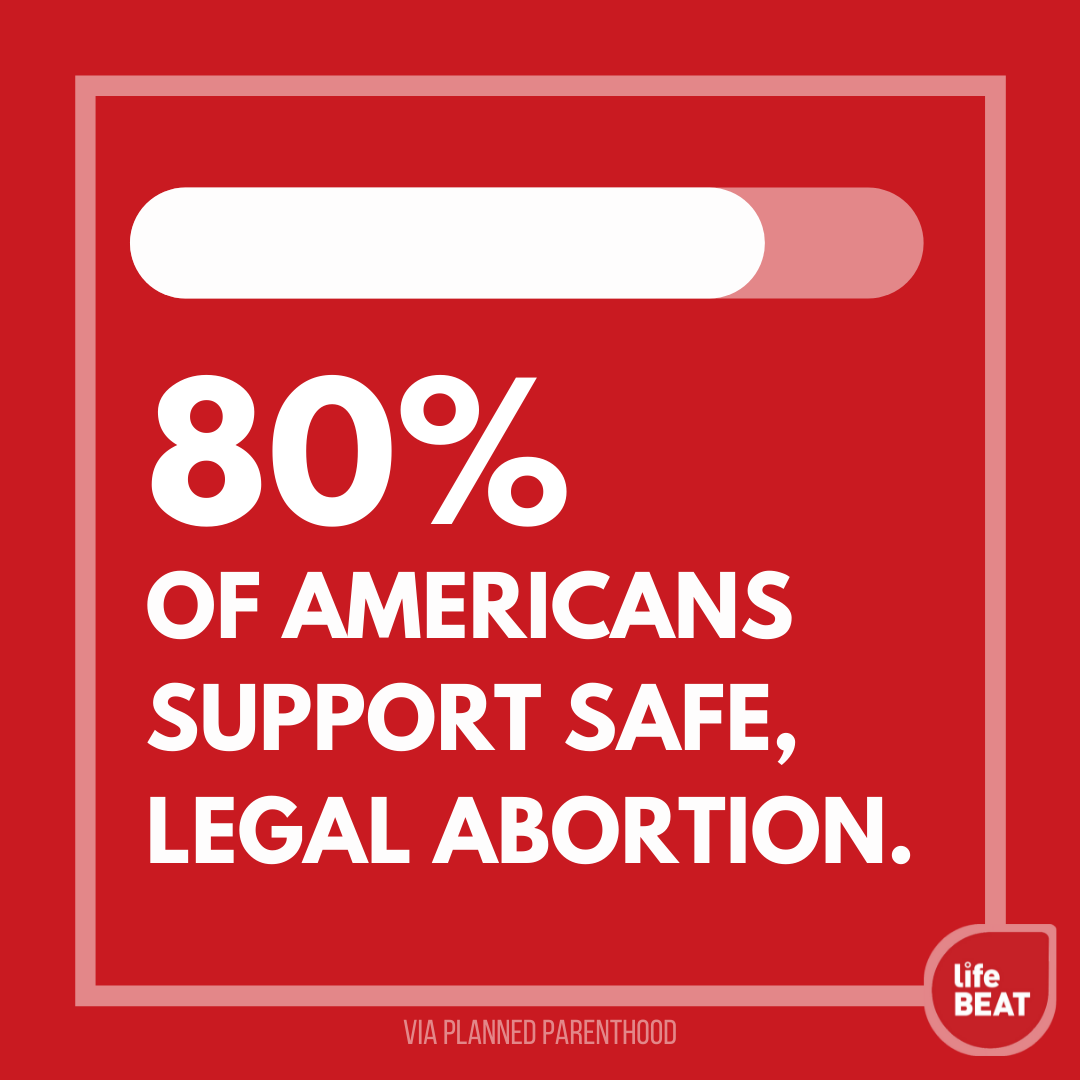 80%
OF AMERICANS
SUPPORT SAFE,
LEGAL ABORTION.
life
BEAT
VIA PLANNED PARENTHOOD